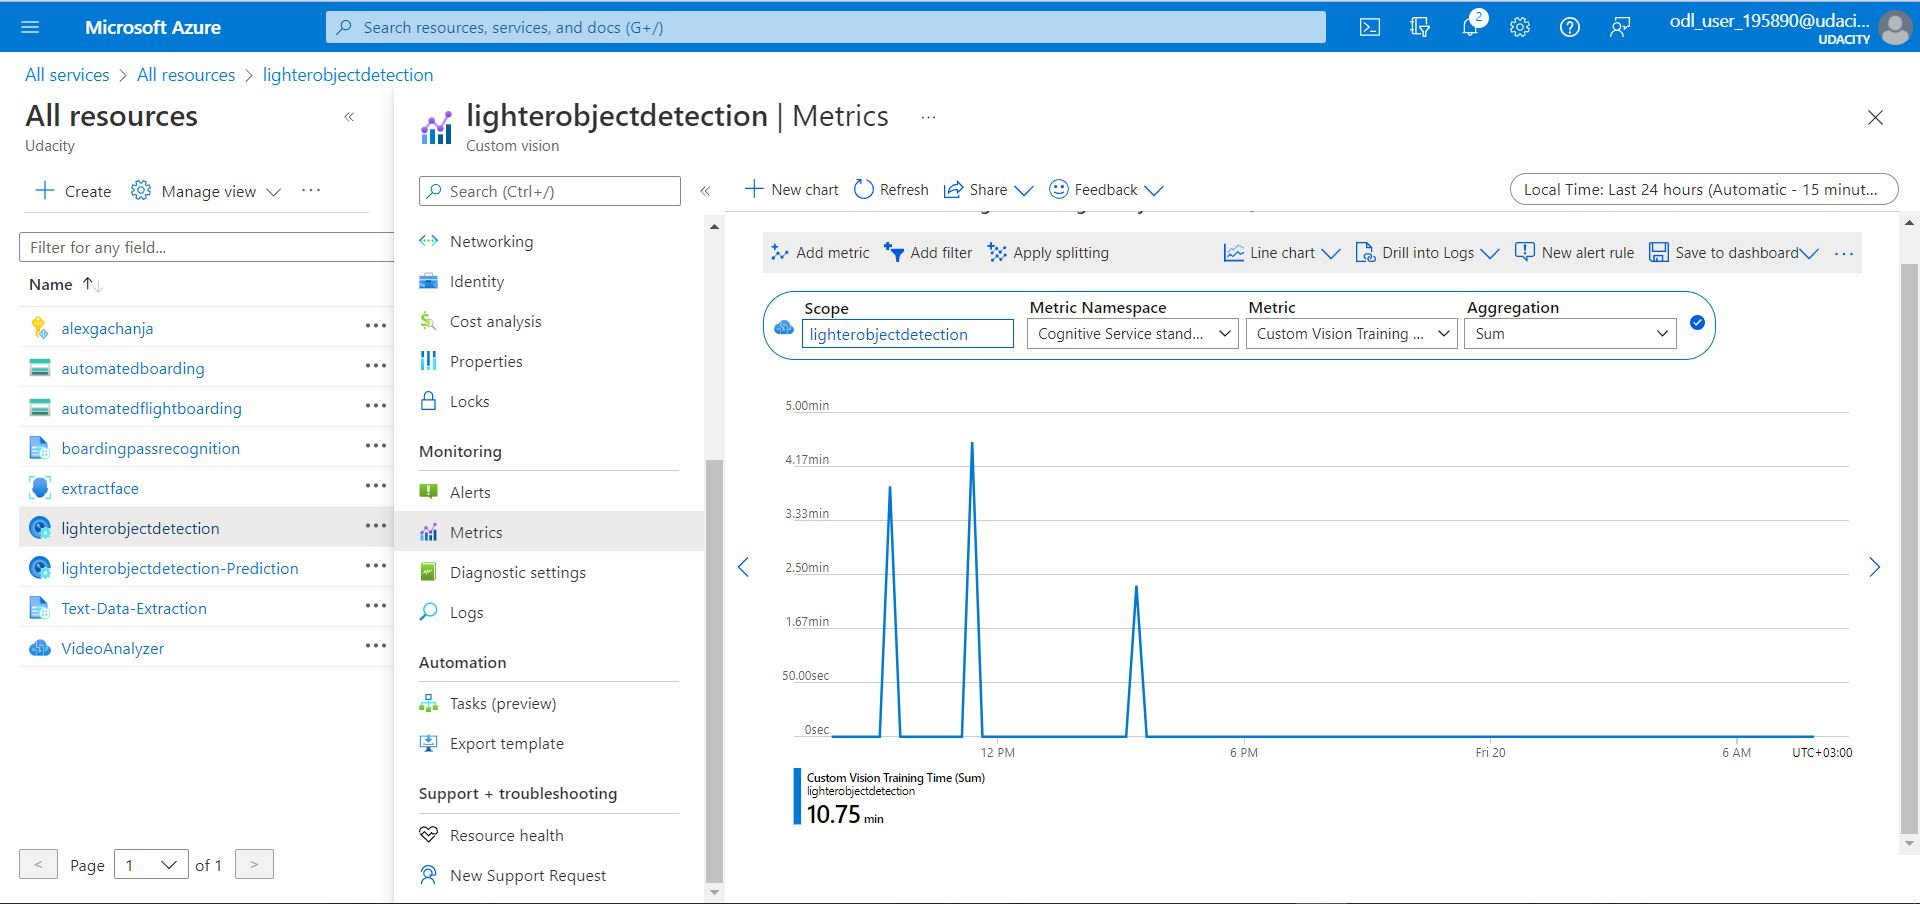 Microsoft Azure
Search resources, services, and docs (G+/)
2
odl_user_195890@udaci...
UDACITY
All services > All resources > lighterobjectdetection
All resources
«
Udacity
Create
Manage view
...
Filter for any field...
Name ↑↓
alexgachanja
automatedboarding
automatedflightboarding
boardingpassrecognition
extractface
lighterobjectdetection
lighterobjectdetection-Prediction
Text-Data-Extraction
VideoAnalyzer
< Page 1 of 1 >
lighterobjectdetection | Metrics
...
Custom vision
Search (Ctrl+/)
«
Networking
Identity
Cost analysis
Properties
Locks
Monitoring
Alerts
Metrics
Diagnostic settings
Logs
Automation
Tasks (preview)
Export template
Support + troubleshooting
Resource health
New Support Request
New chart
Refresh
Share
Feedback
Local Time: Last 24 hours (Automatic - 15 minut...
Add metric
Add filter
Apply splitting
Line chart
Drill into Logs
New alert rule
Save to dashboard
...
Scope
lighterobjectdetection
Metric Namespace
Cognitive Service stand...
Metric
Custom Vision Training ...
Aggregation
Sum
5.00min
4.17min
3.33min
2.50min
1.67min
50.00sec
0sec
12 PM
6 PM
Fri 20
6 AM
UTC+03:00
Custom Vision Training Time (Sum)
lighterobjectdetection
10.75 min